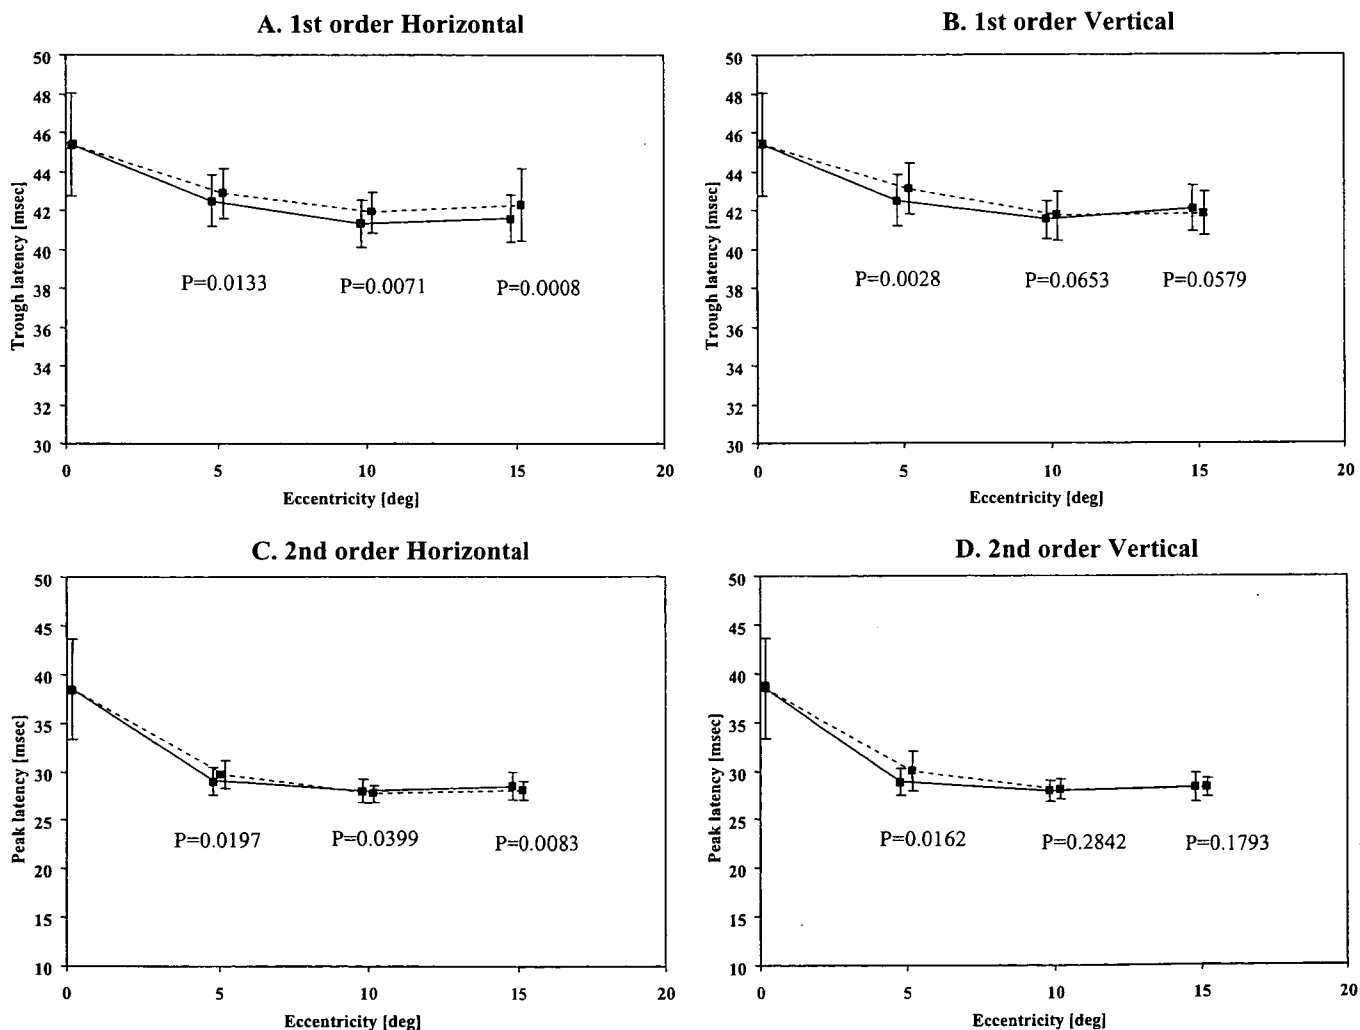 A. 1st order Horizontal
50
48
46
44
42
40
38
36
34
32
30
Trough latency [msec]
P=0.0133
P=0.0071
P=0.0008
0
5
10
15
20
Eccentricity [deg]
B. 1st order Vertical
50
48
46
44
42
40
38
36
34
32
30
Trough latency [msec]
P=0.0028
P=0.0653
P=0.0579
0
5
10
15
20
Eccentricity [deg]
C. 2nd order Horizontal
50
45
40
35
30
25
20
15
10
Peak latency [msec]
P=0.0197
P=0.0399
P=0.0083
0
5
10
15
20
Eccentricity [deg]
D. 2nd order Vertical
50
45
40
35
30
25
20
15
10
Peak latency [msec]
P=0.0162
P=0.2842
P=0.1793
0
5
10
15
20
Eccentricity [deg]